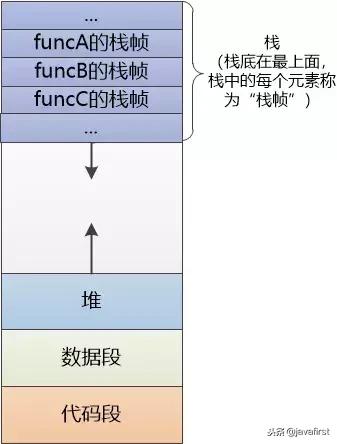 ...
funcA的栈帧
funcB的栈帧
funcC的栈帧
...
栈
（栈底在最上面，
栈中的每个元素称
为“栈帧”）
堆
数据段
代码段
头条 @javafirst